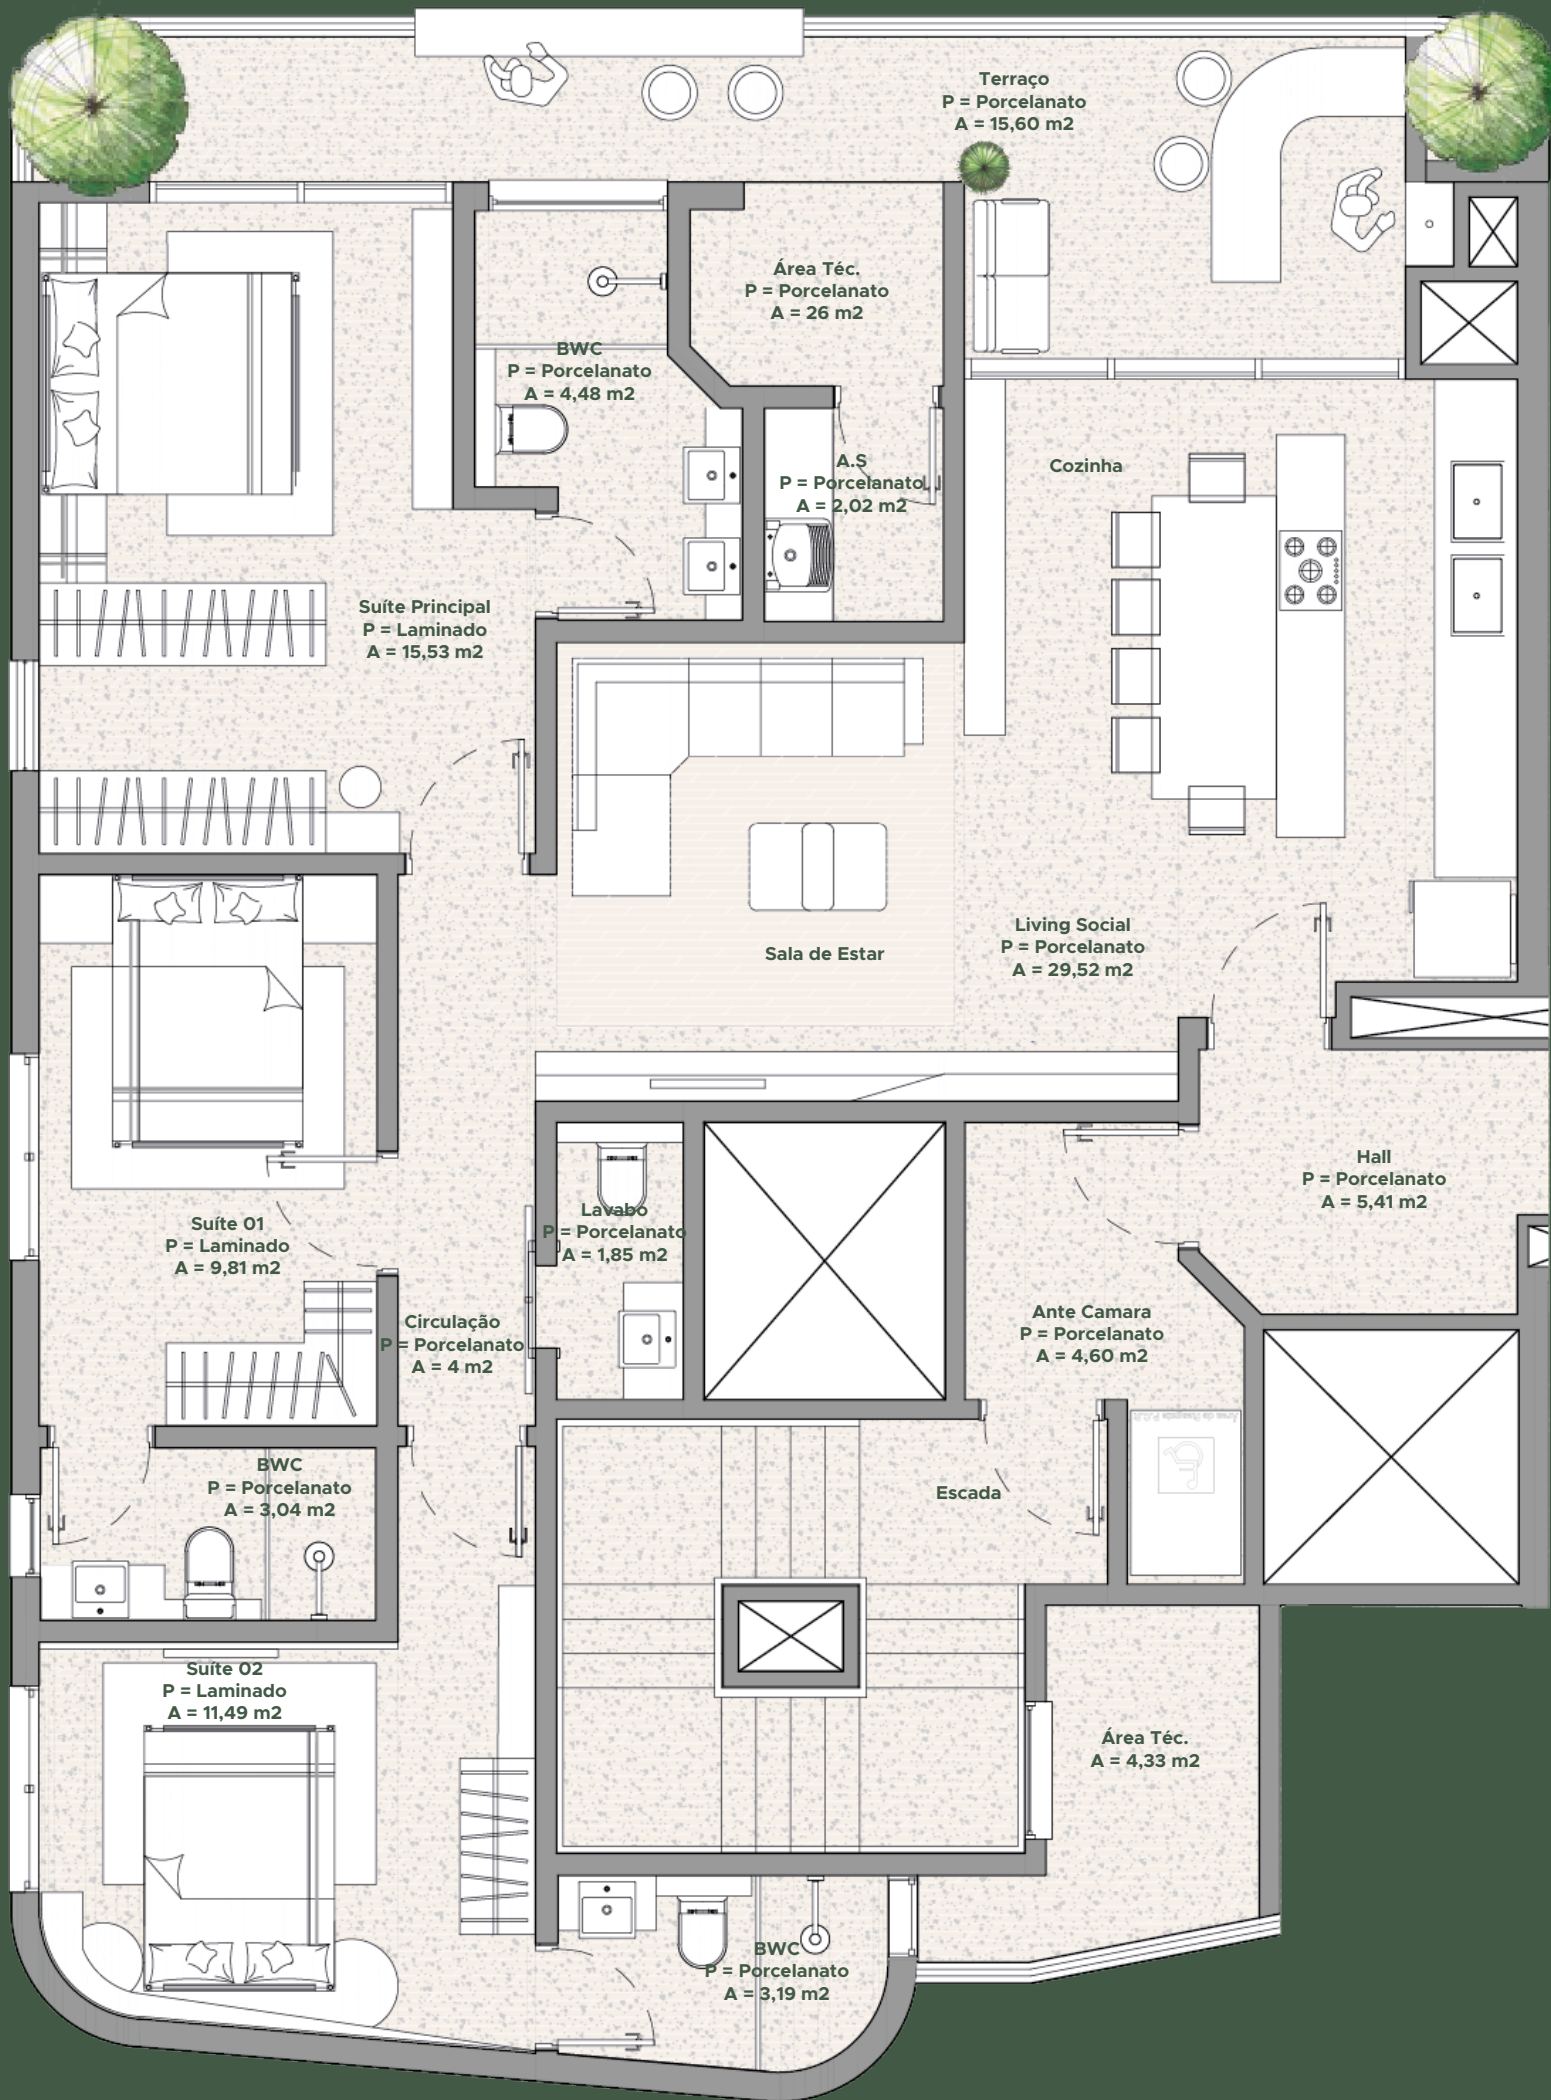 Terraço
P = Porcelanato
A = 15,60 m2
Área Téc.
P = Porcelanato
A = 26 m2
BWC
P = Porcelanato
A = 4,48 m2
A.S
P = Porcelanato
A = 2,02 m2
Cozinha
Suíte Principal
P = Laminado
A = 15,53 m2
Living Social
P = Porcelanato
A = 29,52 m2
Sala de Estar
Hall
P = Porcelanato
A = 5,41 m2
Lavabo
P = Porcelanato
A = 1,85 m2
Suíte 01
P = Laminado
A = 9,81 m2
Circulação
P = Porcelanato
A = 4 m2
Ante Camara
P = Porcelanato
A = 4,60 m2
Área de Resgate P.C.R.
BWC
P = Porcelanato
A = 3,04 m2
Escada
Suíte 02
P = Laminado
A = 11,49 m2
Área Téc.
A = 4,33 m2
BWC
P = Porcelanato
A = 3,19 m2